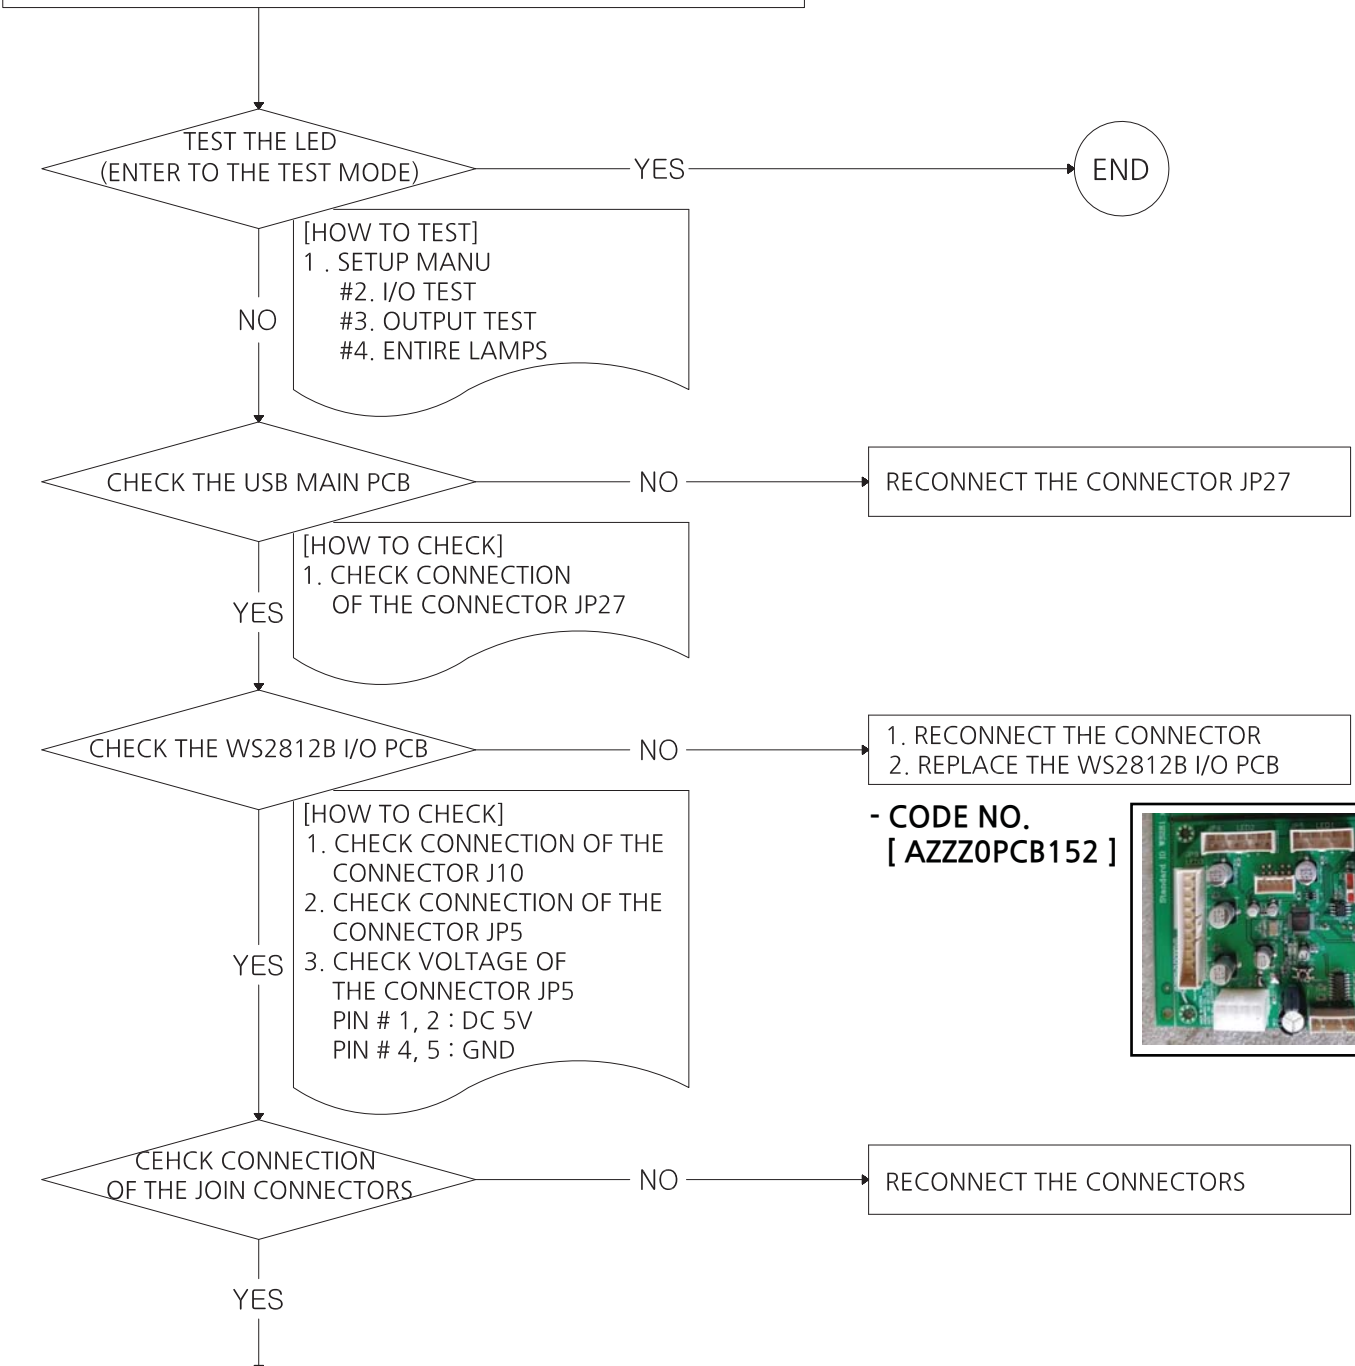 TEST THE LED
(ENTER TO THE TEST MODE)
YES
END
[HOW TO TEST]
1 . SETUP MANU
#2. I/O TEST
#3. OUTPUT TEST
#4. ENTIRE LAMPS
NO
CHECK THE USB MAIN PCB
NO
RECONNECT THE CONNECTOR JP27
[HOW TO CHECK]
1. CHECK CONNECTION
OF THE CONNECTOR JP27
YES
CHECK THE WS2812B I/O PCB
NO
1. RECONNECT THE CONNECTOR
2. REPLACE THE WS2812B I/O PCB
- CODE NO.
[ AZZZ0PCB152 ]
[HOW TO CHECK]
1. CHECK CONNECTION OF THE
CONNECTOR J10
2. CHECK CONNECTION OF THE
CONNECTOR JP5
3. CHECK VOLTAGE OF
THE CONNECTOR JP5
PIN # 1, 2 : DC 5V
PIN # 4, 5 : GND
YES
CEHCK CONNECTION
OF THE JOIN CONNECTORS
NO
RECONNECT THE CONNECTORS
YES